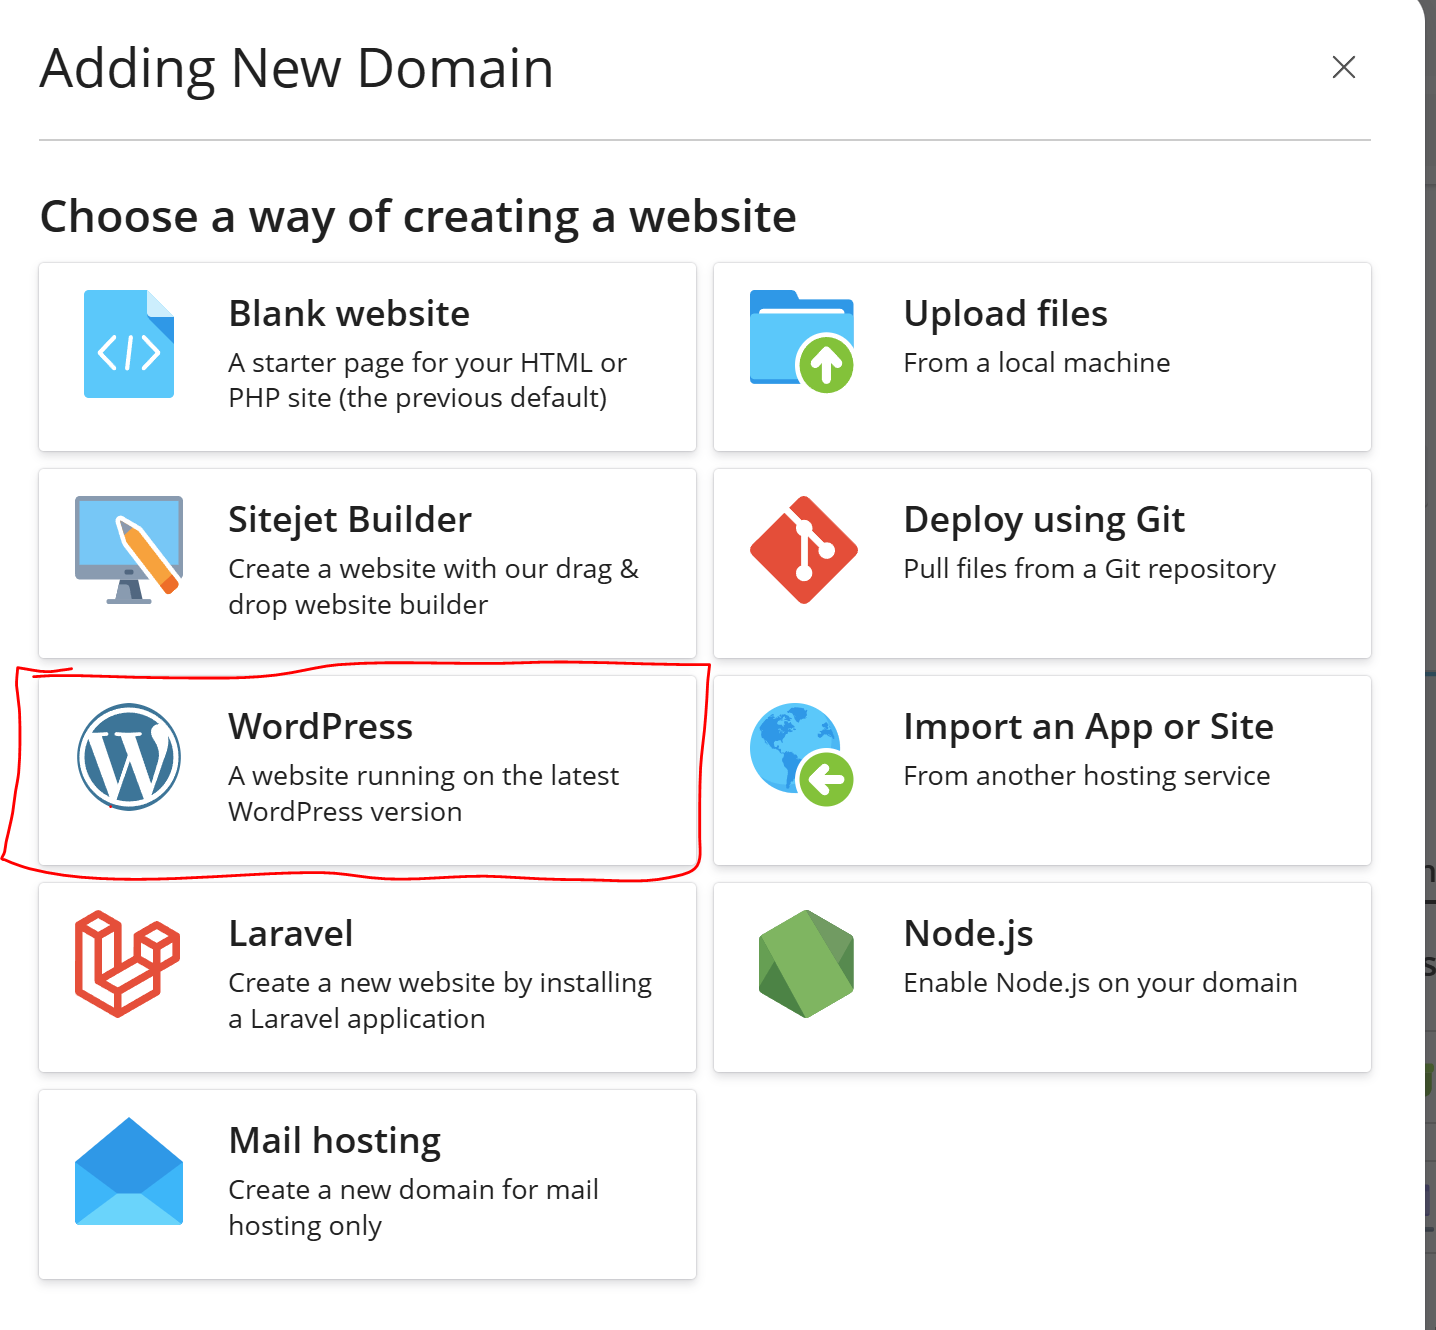 Adding New Domain
Choose a way of creating a website
Blank website
A starter page for your HTML or
PHP site (the previous default)
Upload files
From a local machine
Sitejet Builder
Create a website with our drag &
drop website builder
Deploy using Git
Pull files from a Git repository
WordPress
A website running on the latest
WordPress version
Import an App or Site
From another hosting service
Laravel
Create a new website by installing
a Laravel application
Node.js
Enable Node.js on your domain
Mail hosting
Create a new domain for mail
hosting only